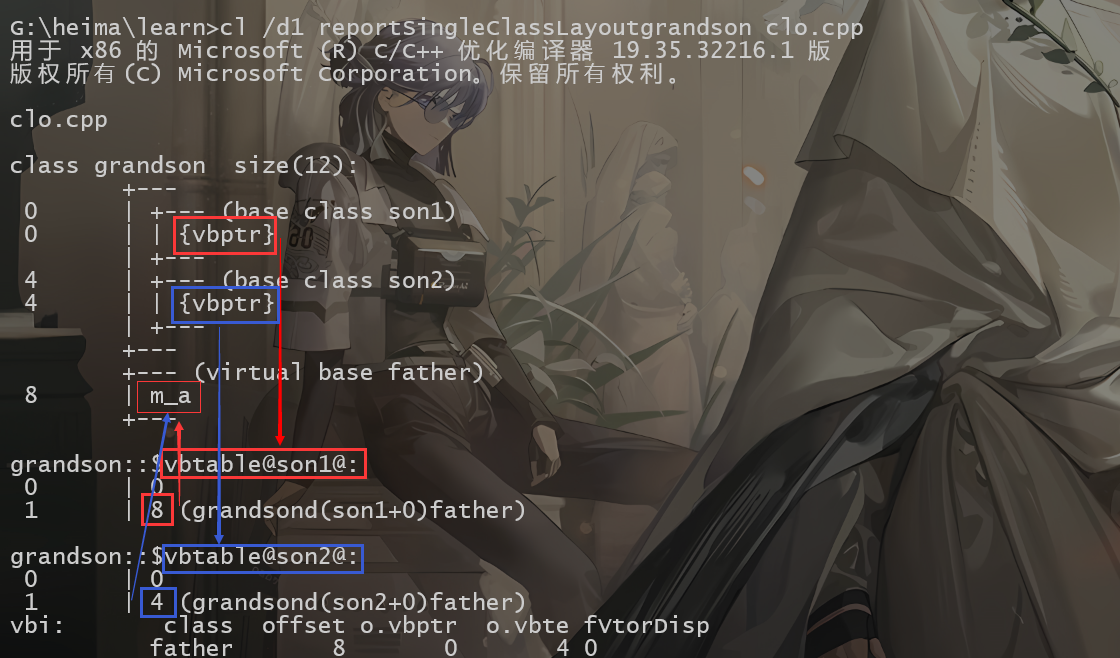 G:\heima\learn>cl /d1 reportSingleClassLayoutgrandson clo.cpp
用于 x86 的 Microsoft (R) C/C++ 优化编译器 19.35.32216.1 版
版权所有(C) Microsoft Corporation。保留所有权利。
clo.cpp
class grandson  size(12):
        +---
 0      | +--- (base class son1)
 0      | | {vbptr}
        | +---
 4      | +--- (base class son2)
 4      | | {vbptr}
        | +---
        +---
        +--- (virtual base father)
 8      | m_a
        +---
grandson::$vbtable@son1@:
 0      | 0
 1      | 8 (grandsond(son1+0)father)
grandson::$vbtable@son2@:
 0      | 0
 1      | 4 (grandsond(son2+0)father)
vbi:       class  offset o.vbptr  o.vbte fVtorDisp
          father       8       0       4 0